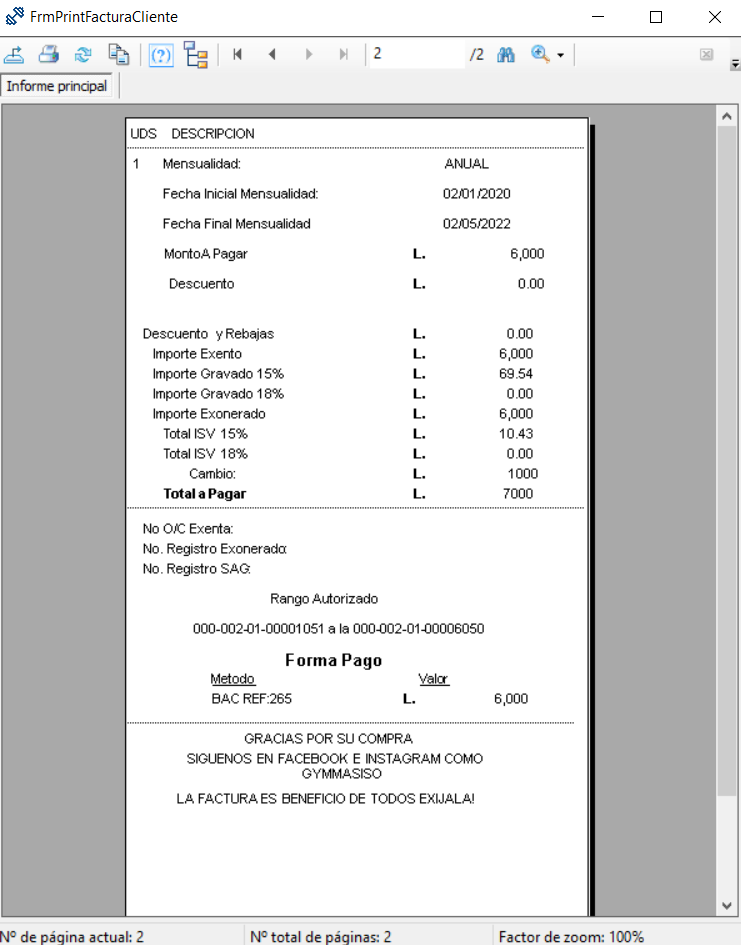 FrmPrintFacturaCliente
(?) 2 /2
Informe principal
UDS DESCRIPCION
1 Mensualidad: ANUAL
Fecha Inicial Mensualidad: 02/01/2020
Fecha Final Mensualidad 02/05/2022
MontoA Pagar L. 6,000
Descuento L. 0.00
Descuento y Rebajas L. 0.00
Importe Exento L. 6,000
Importe Gravado 15% L. 69.54
Importe Gravado 18% L. 0.00
Importe Exonerado L. 6,000
Total ISV 15% L. 10.43
Total ISV 18% L. 0.00
Cambio: L. 1000
Total a Pagar L. 7000
No O/C Exenta:
No. Registro Exonerado:
No. Registro SAG:
Rango Autorizado
000-002-01-00001051 a la 000-002-01-00006050
Forma Pago
Metodo Valor
BAC REF:265 L. 6,000
GRACIAS POR SU COMPRA
SIGUENOS EN FACEBOOK E INSTAGRAM COMO
GYMMASISO
LA FACTURA ES BENEFICIO DE TODOS EXIJALA!
Nº de página actual: 2 Nº total de páginas: 2 Factor de zoom: 100%